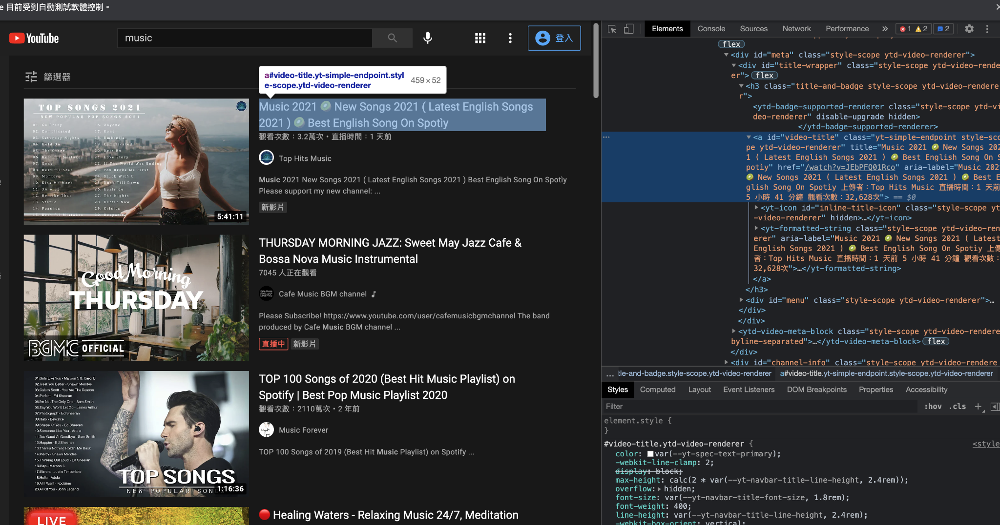 e 目前受到自動測試軟體控制。
YouTube
music
登入
篩選器
a#video-title.yt-simple-endpoint.styl
e-scope.ytd-video-renderer
459 × 52
TOP SONGS 2021
NEW POPULAR POP SONGS 2021
01. Go Crazy
02. Complicated
03. Saturday Nights
04. Hold On
05. The Other
06. Beatiful Mistakes
07. Gone
08. Beatiful Scar
09. Montero
10. Kiss Me More
11. 34 + 35
12. Be Like That
13. Statue
14. Peaches
15. Beatiful Mistakes
16. Anyone
17. Gone
18. Umbrella
19. Complicated
20. Deja Bu
21. Love Story
22. If The World Was Ending
23. You Broke Me First
24. Stuck With U
25. Dusk Till Dawn
26. Eastside
27. The Nights
28. Better Now
29. Cricles
30. Despacito
5:41:11
Music 2021 🥝 New Songs 2021 ( Latest English Songs
2021 ) 🥝 Best English Song On Spotìy
觀看次數：3.2萬次・直播時間：1 天前
Top Hits Music
Music 2021 New Songs 2021 ( Latest English Songs 2021 ) Best English Song On Spotìy
Please support my new channel: ...
新影片
Good Morning
THURSDAY
BGMC OFFICIAL
THURSDAY MORNING JAZZ: Sweet May Jazz Cafe &
Bossa Nova Music Instrumental
7045 人正在觀看
Cafe Music
BGMC
Cafe Music BGM channel ♪
Please Subscribe! https://www.youtube.com/user/cafemusicbgmchannel The band
produced by Cafe Music BGM channel ...
直播中 新影片
01.Girls Like You - Maroon 5 ft. Cardi B
02.Treat You Better - Shawn Mendes
03.Calum Scott - You Are The Reason
04.Perfect - Ed Sheeran
05.I'm Not The Only One - Sam Smith
06.Say You Won't Let Go - James Arthur
07.Photograph - Ed Sheeran
08.Halo - Beyonce
09.Shape Of You - Ed Sheeran
10.Someone Like You - Adele
11.Too Good At Goodbye - Sam Smith
12.Happier - Ed Sheeran
13.There's Nothing Holdin' Me Back
14.Mercy - Shawn Mendes
15.Thinking Out Loud - Ed Sheeran
16.Map - Maroon 5
17.Mirrors - Justin Timberlake
18.Hello - Adele
19.All I Want - Kodaline
20.All Of You - John Legend
TOP SONGS
NEW POPULAR SONG
1:16:36
TOP 100 Songs of 2020 (Best Hit Music Playlist) on
Spotify | Best Pop Music Playlist 2020
觀看次數：2110萬次・2 年前
Music Forever
TOP 100 Songs of 2019 (Best Hit Music Playlist) on Spotify ...
LIVE
🔴 Healing Waters - Relaxing Music 24/7, Meditation
Elements Console Sources Network Performance » 1 2 2
flex
<div id="meta" class="style-scope ytd-video-renderer">
<div id="title-wrapper" class="style-scope ytd-video-rende
er"> flex
<h3 class="title-and-badge style-scope ytd-video-rendere
r">
<ytd-badge-supported-renderer class="style-scope ytd-vi
deo-renderer" disable-upgrade hidden>
</ytd-badge-supported-renderer>
<a id="video-title" class="yt-simple-endpoint style-sco
pe ytd-video-renderer" title="Music 2021 🥝 New Songs 202
1 ( Latest English Songs 2021 ) 🥝 Best English Song On S
potìy" href="/watch?v=JEbPFQ01Rco" aria-label="Music 202
🥝 New Songs 2021 ( Latest English Songs 2021 ) 🥝 Best E
glish Song On Spotìy 上傳者：Top Hits Music 直播時間：1 天前
5 小時 41 分鐘 觀看次數：32,628次"> == $0
<yt-icon id="inline-title-icon" class="style-scope yt
-video-renderer" hidden>…</yt-icon>
<yt-formatted-string class="style-scope ytd-video-ren
erer" aria-label="Music 2021 🥝 New Songs 2021 ( Latest
English Songs 2021 ) 🥝 Best English Song On Spotìy 上傳
者：Top Hits Music 直播時間：1 天前 5 小時 41 分鐘 觀看次數：
32,628次">…</yt-formatted-string>
</a>
</h3>
<div id="menu" class="style-scope ytd-video-renderer">…
</div>
</div>
<ytd-video-meta-block class="style-scope ytd-video-rendere
byline-separated">…</ytd-video-meta-block> flex
</div>
<div id="channel-info" class="style-scope ytd-video-rendere
... tle-and-badge.style-scope.ytd-video-renderer a#video-title.yt-simple-endpoint.style-scope.ytd-video-renderer
Styles Computed Layout Event Listeners DOM Breakpoints Properties Accessibility
Filter :hov .cls +
element.style {
}
#video-title.ytd-video-renderer { <style
color: var(--yt-spec-text-primary);
-webkit-line-clamp: 2;
display: block;
max-height: calc(2 * var(--yt-navbar-title-line-height, 2.4rem));
overflow: hidden;
font-size: var(--yt-navbar-title-font-size, 1.8rem);
font-weight: 400;
line-height: var(--yt-navbar-title-line-height, 2.4rem);
-webkit-box-orient: vertical;